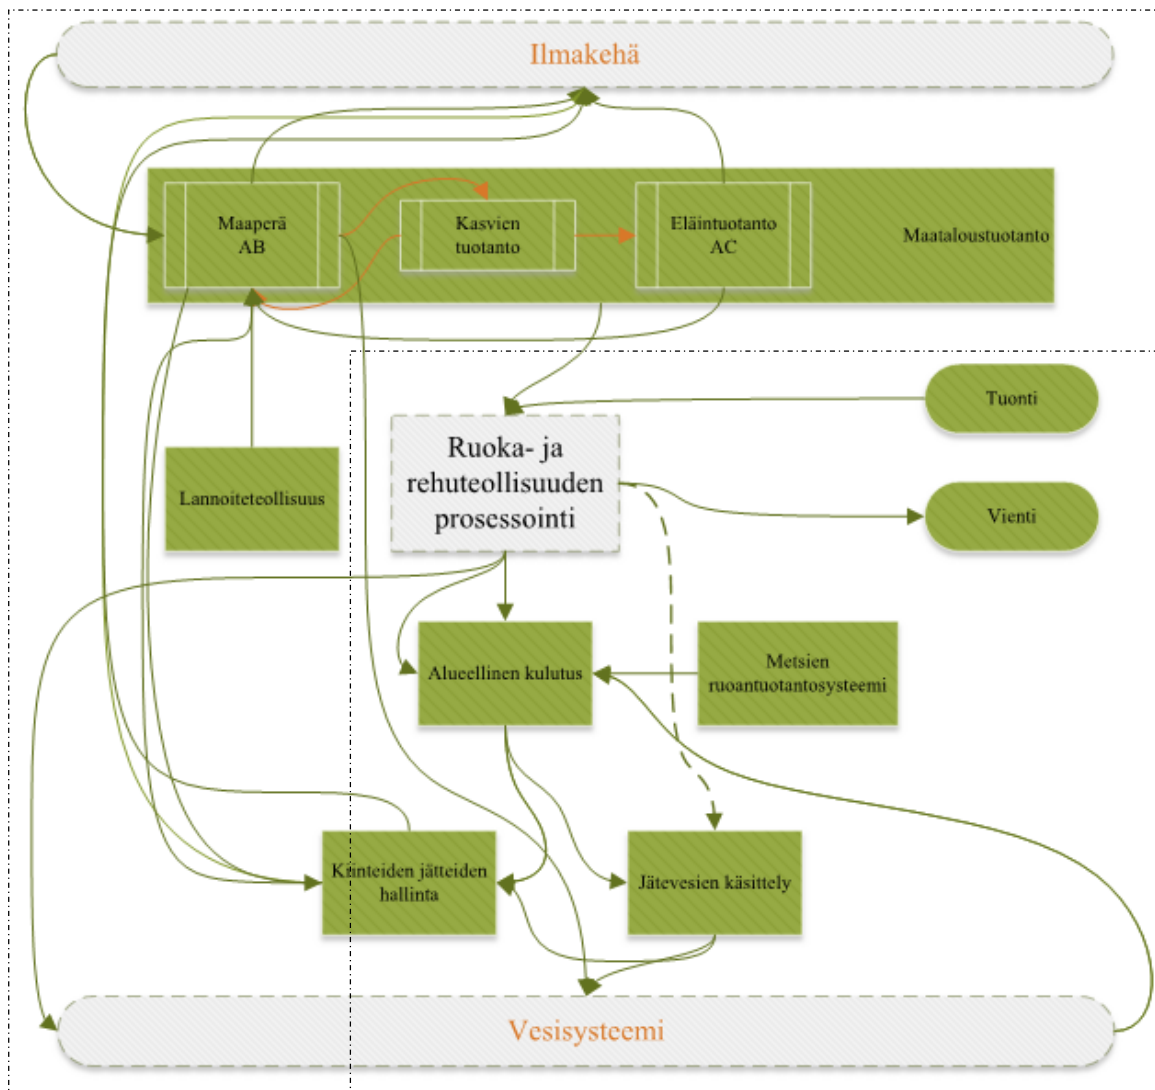 Ilmakehä
Maaperä
AB
Kasvien
tuotanto
Eläintuotanto
AC
Maataloustuotanto
Tuonti
Ruoka- ja
rehuteollisuuden
prosessointi
Lannoiteteollisuus
Vienti
Alueellinen kulutus
Metsien
ruoantuotantosysteemi
Kiinteiden jätteiden
hallinta
Jätevesien käsittely
Vesisysteemi